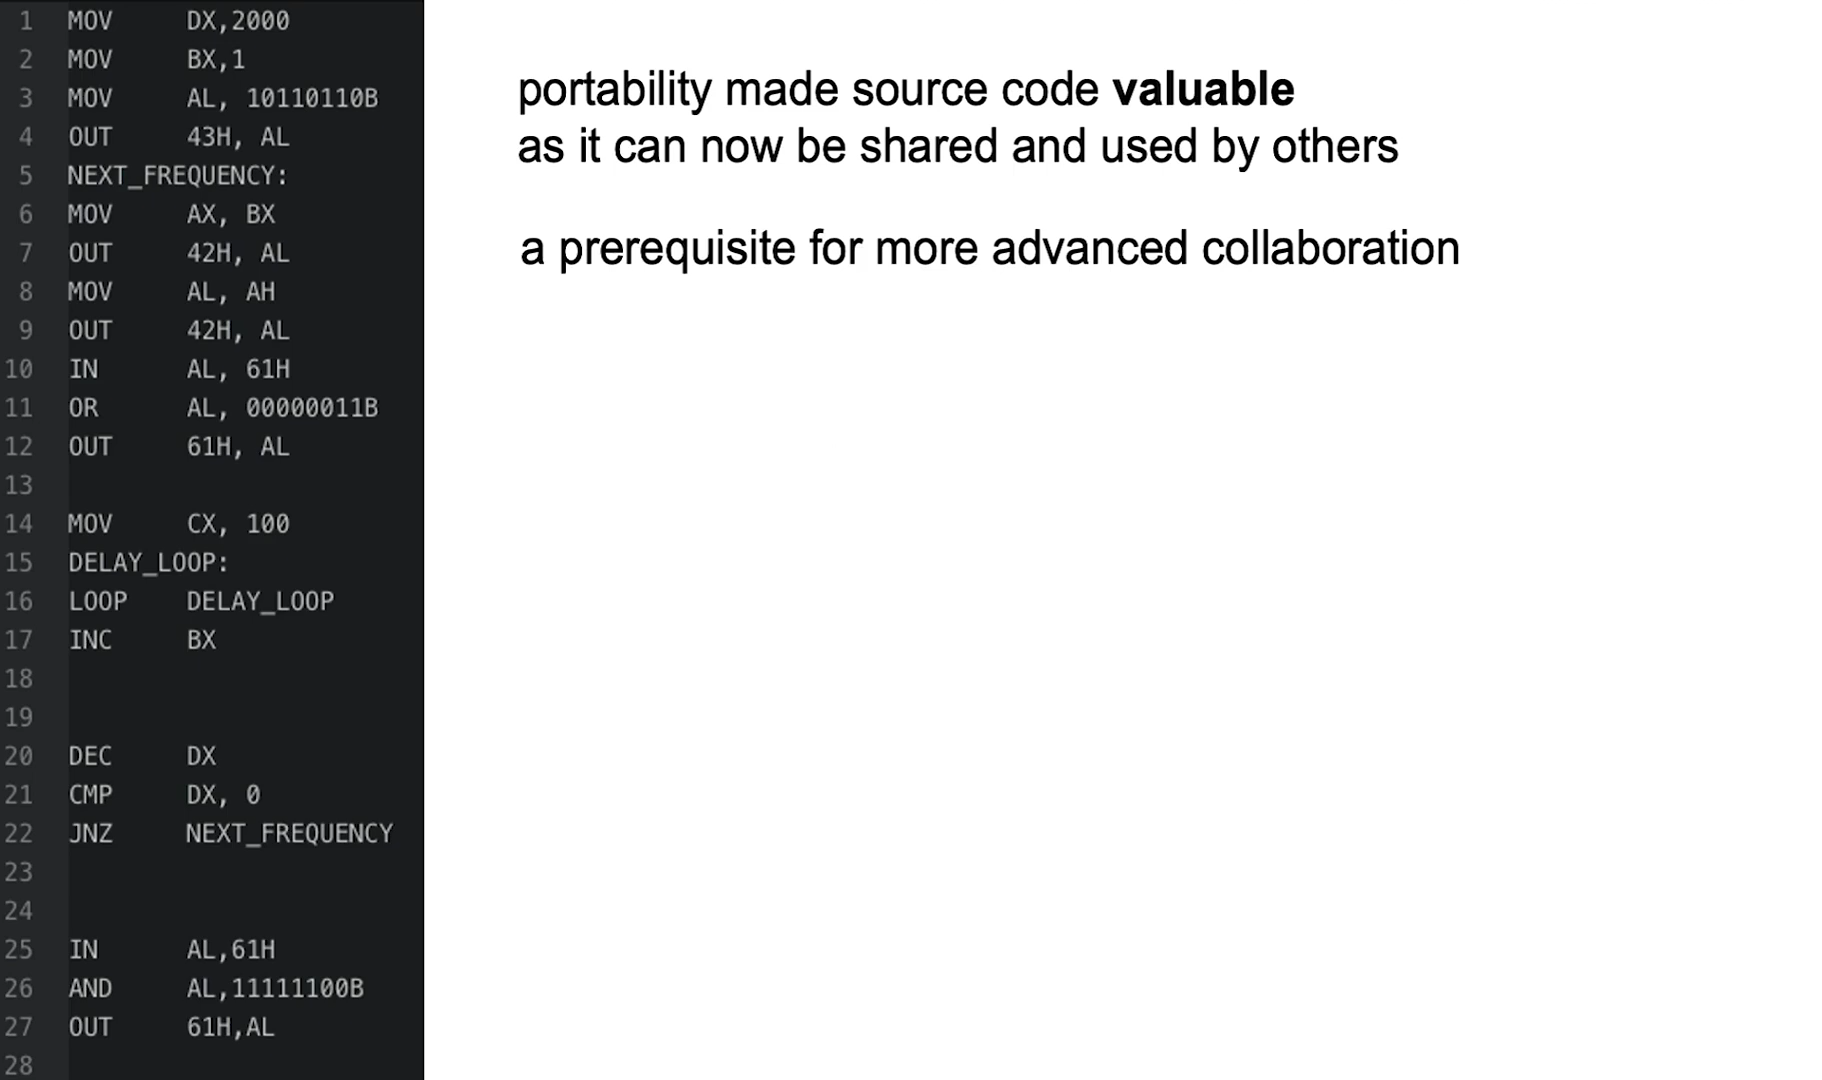 1 MOV DX,2000
2 MOV BX,1
3 MOV AL, 10110110B
4 OUT 43H, AL
5 NEXT_FREQUENCY:
6 MOV AX, BX
7 OUT 42H, AL
8 MOV AL, AH
9 OUT 42H, AL
10 IN AL, 61H
11 OR AL, 00000011B
12 OUT 61H, AL
13
14 MOV CX, 100
15 DELAY_LOOP:
16 LOOP DELAY_LOOP
17 INC BX
18
19
20 DEC DX
21 CMP DX, 0
22 JNZ NEXT_FREQUENCY
23
24
25 IN AL,61H
26 AND AL,11111100B
27 OUT 61H,AL
28
portability made source code valuable
as it can now be shared and used by others
a prerequisite for more advanced collaboration